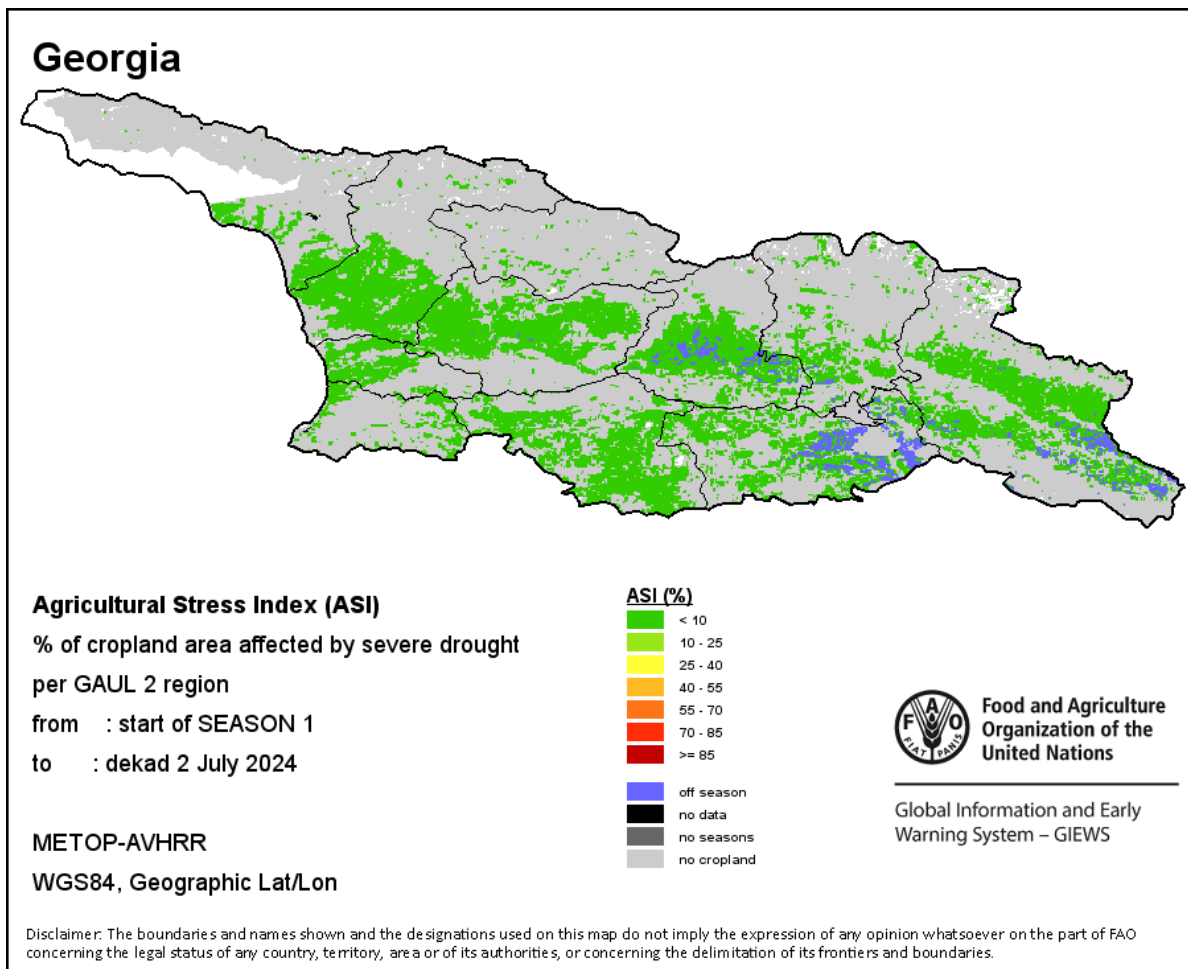 Georgia
Agricultural Stress Index (ASI)
% of cropland area affected by severe drought
per GAUL 2 region
from : start of SEASON 1
to : dekad 2 July 2024
METOP-AVHRR
WGS84, Geographic Lat/Lon
ASI (%)
< 10
10 - 25
25 - 40
40 - 55
55 - 70
70 - 85
>= 85
off season
no data
no seasons
no cropland
F A O
FIAT PANIS
Food and Agriculture
Organization of the
United Nations
Global Information and Early
Warning System – GIEWS
Disclaimer: The boundaries and names shown and the designations used on this map do not imply the expression of any opinion whatsoever on the part of FAO
concerning the legal status of any country, territory, area or of its authorities, or concerning the delimitation of its frontiers and boundaries.